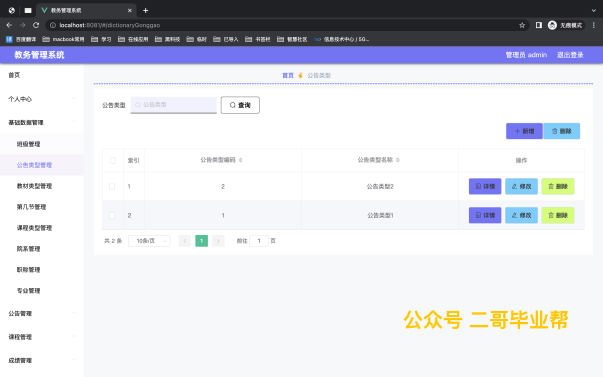 教务管理系统
localhost:8081/#/dictionaryGonggao
无痕模式
百度翻译 macbook常用 学习 在线应用 黑科技 临时 已导入 书签栏 智慧社区 信息技术中心 / 5G...
教务管理系统 管理员 admin 退出登录
首页
个人中心
基础数据管理
班级管理
公告类型管理
教材类型管理
第几节管理
课程类型管理
院系管理
职称管理
专业管理
公告管理
课程管理
成绩管理
首页 公告类型
公告类型 公告类型 查询
新增 删除
索引 公告类型编码 公告类型名称 操作
1 2 公告类型2 详情 修改 删除
2 1 公告类型1 详情 修改 删除
共 2 条 10条/页 1 前往 1 页
公众号 二哥毕业帮